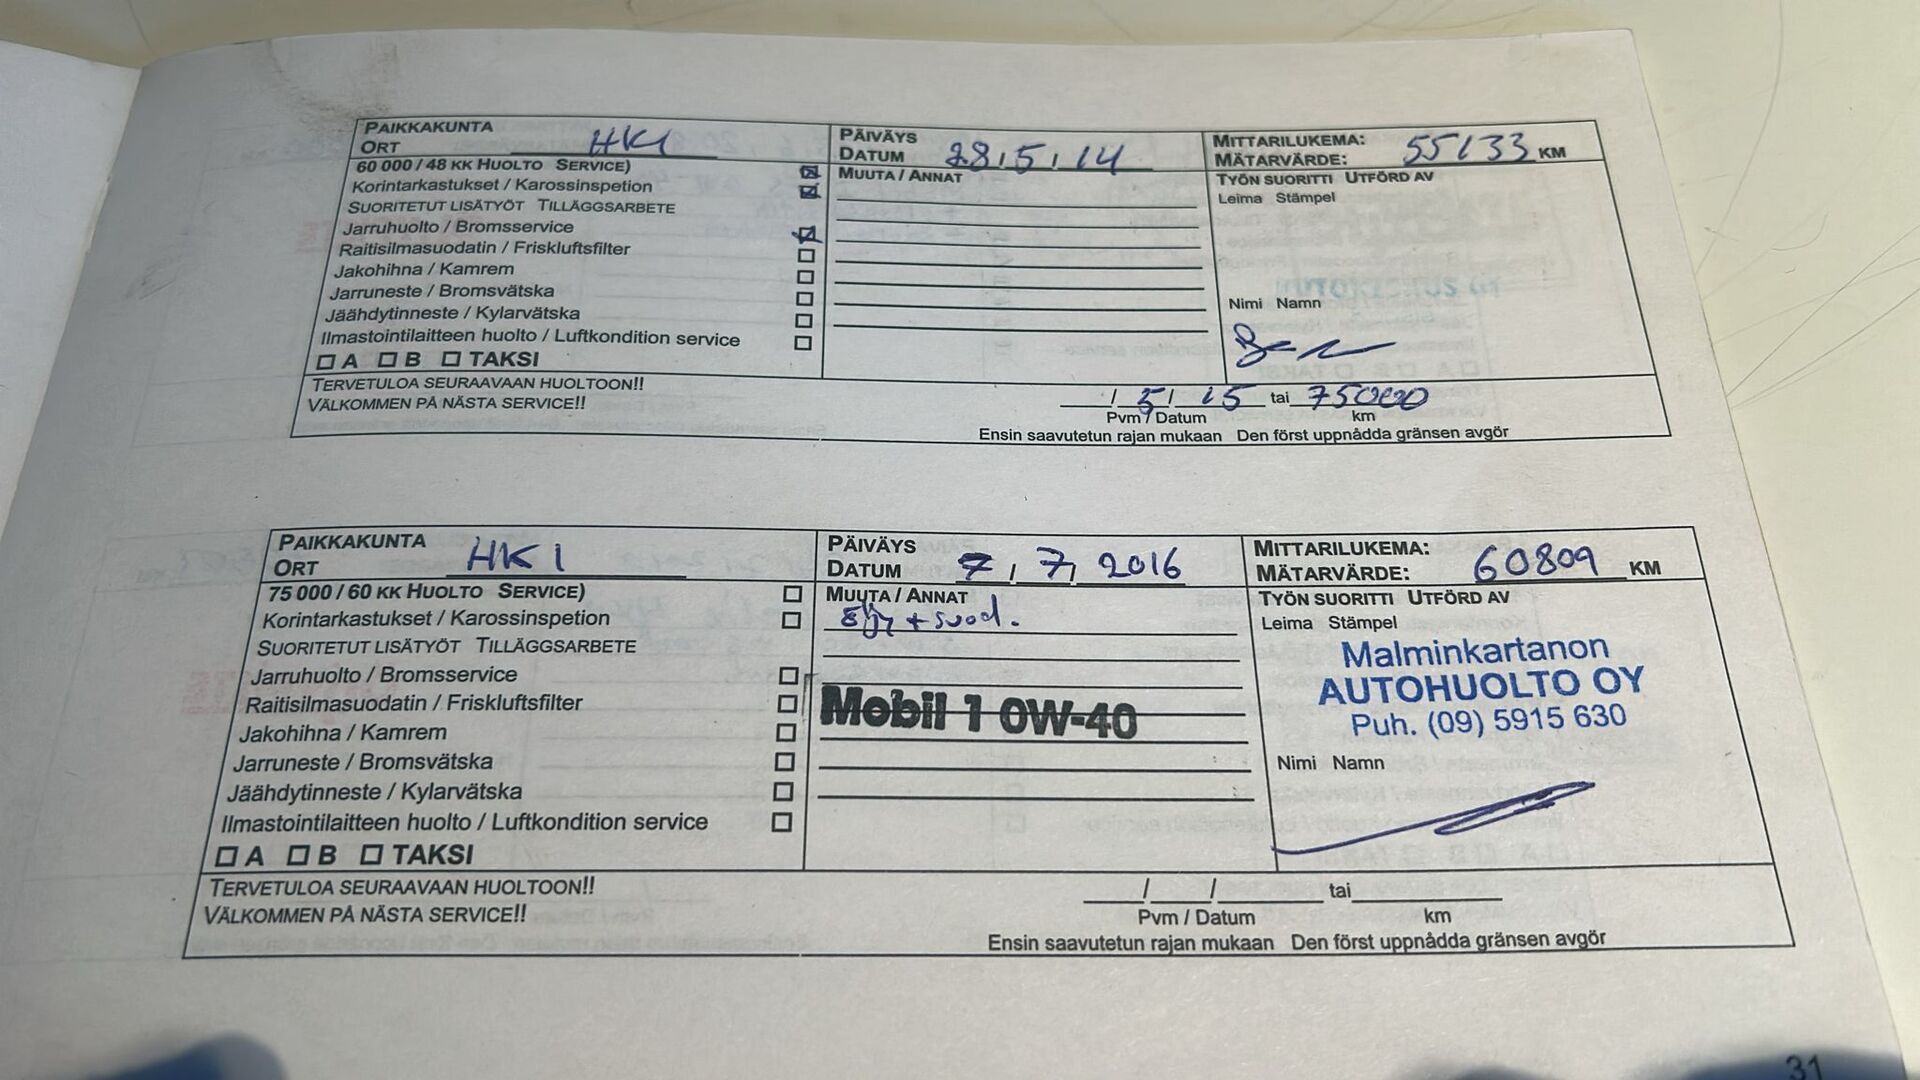 PAIKKAKUNTA
ORT HKI
PÄIVÄYS
DATUM 28/5/14
MITTARILUKEMA:
MÄTARVÄRDE: 55133 KM
60 000 / 48 KK HUOLTO SERVICE)
Korintarkastukset / Karossinspetion
SUORITETUT LISÄTYÖT TILLÄGGSARBETE
Jarruhuolto / Bromsservice
Raitisilmasuodatin / Friskluftsfilter
Jakohihna / Kamrem
Jarruneste / Bromsvätska
Jäähdytinneste / Kylarvätska
Ilmastointilaitteen huolto / Luftkondition service
A B TAKSI
MUUTA / ANNAT
TYÖN SUORITTI UTFÖRD AV
Leima Stämpel
Nimi Namn
TERVETULOA SEURAAVAAN HUOLTOON!!
VÄLKOMMEN PÅ NÄSTA SERVICE!!
/ 5 / 15 tai 75000
Pvm / Datum km
Ensin saavutetun rajan mukaan Den först uppnådda gränsen avgör
PAIKKAKUNTA
ORT HKI
PÄIVÄYS
DATUM 7/7/2016
MITTARILUKEMA:
MÄTARVÄRDE: 60809 KM
75 000 / 60 KK HUOLTO SERVICE)
Korintarkastukset / Karossinspetion
SUORITETUT LISÄTYÖT TILLÄGGSARBETE
Jarruhuolto / Bromsservice
Raitisilmasuodatin / Friskluftsfilter
Jakohihna / Kamrem
Jarruneste / Bromsvätska
Jäähdytinneste / Kylarvätska
Ilmastointilaitteen huolto / Luftkondition service
A B TAKSI
MUUTA / ANNAT
öljy + suod.
Mobil 1 0W-40
TYÖN SUORITTI UTFÖRD AV
Leima Stämpel
Malminkartanon
AUTOHUOLTO OY
Puh. (09) 5915 630
Nimi Namn
TERVETULOA SEURAAVAAN HUOLTOON!!
VÄLKOMMEN PÅ NÄSTA SERVICE!!
/ / tai
Pvm / Datum km
Ensin saavutetun rajan mukaan Den först uppnådda gränsen avgör
31